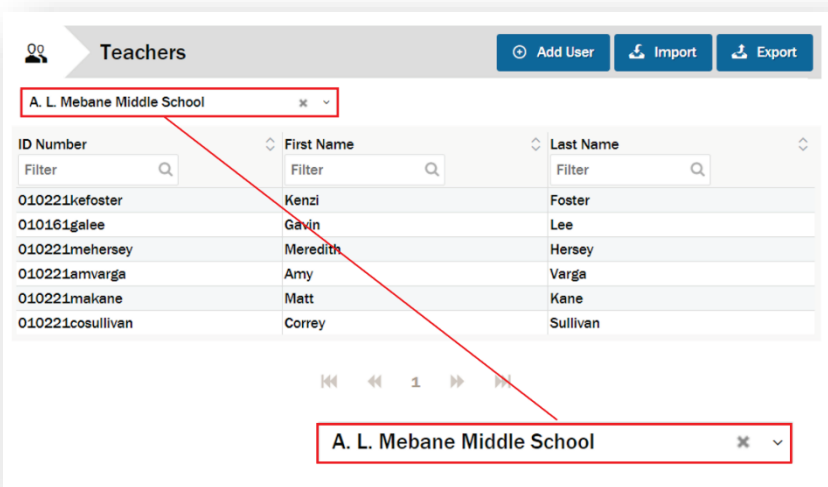 Teachers
Add User
Import
Export
A. L. Mebane Middle School
ID Number First Name Last Name
Filter Filter Filter
010221kefoster Kenzi Foster
010161galee Gavin Lee
010221mehersey Meredith Hersey
010221amvarga Amy Varga
010221makane Matt Kane
010221cosullivan Correy Sullivan
1
A. L. Mebane Middle School